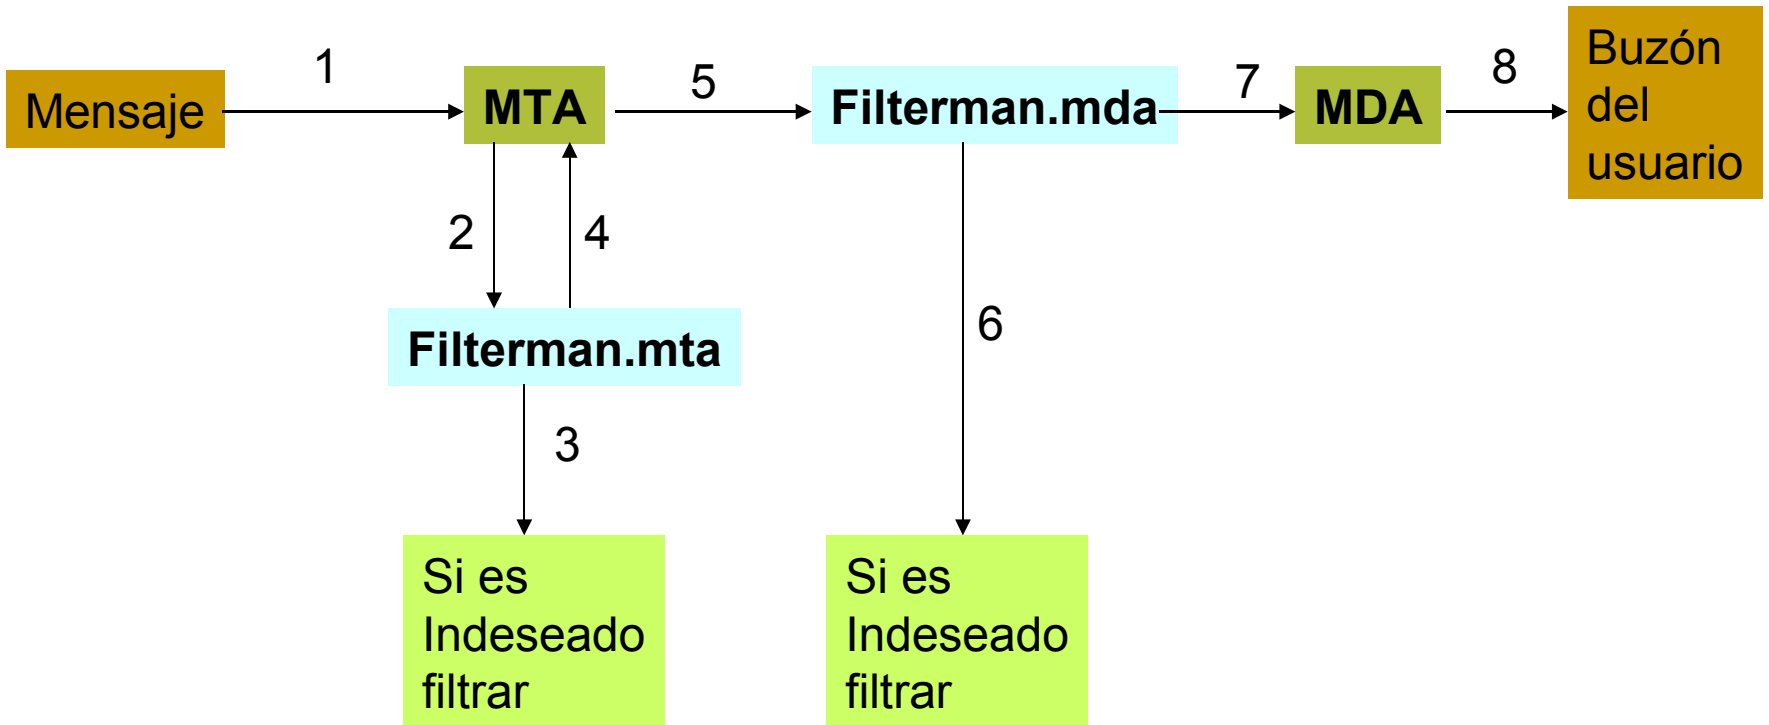 Mensaje
1
MTA
5
Filterman.mda
7
MDA
8
Buzón
del
usuario
2
4
Filterman.mta
6
3
Si es
Indeseado
filtrar
Si es
Indeseado
filtrar